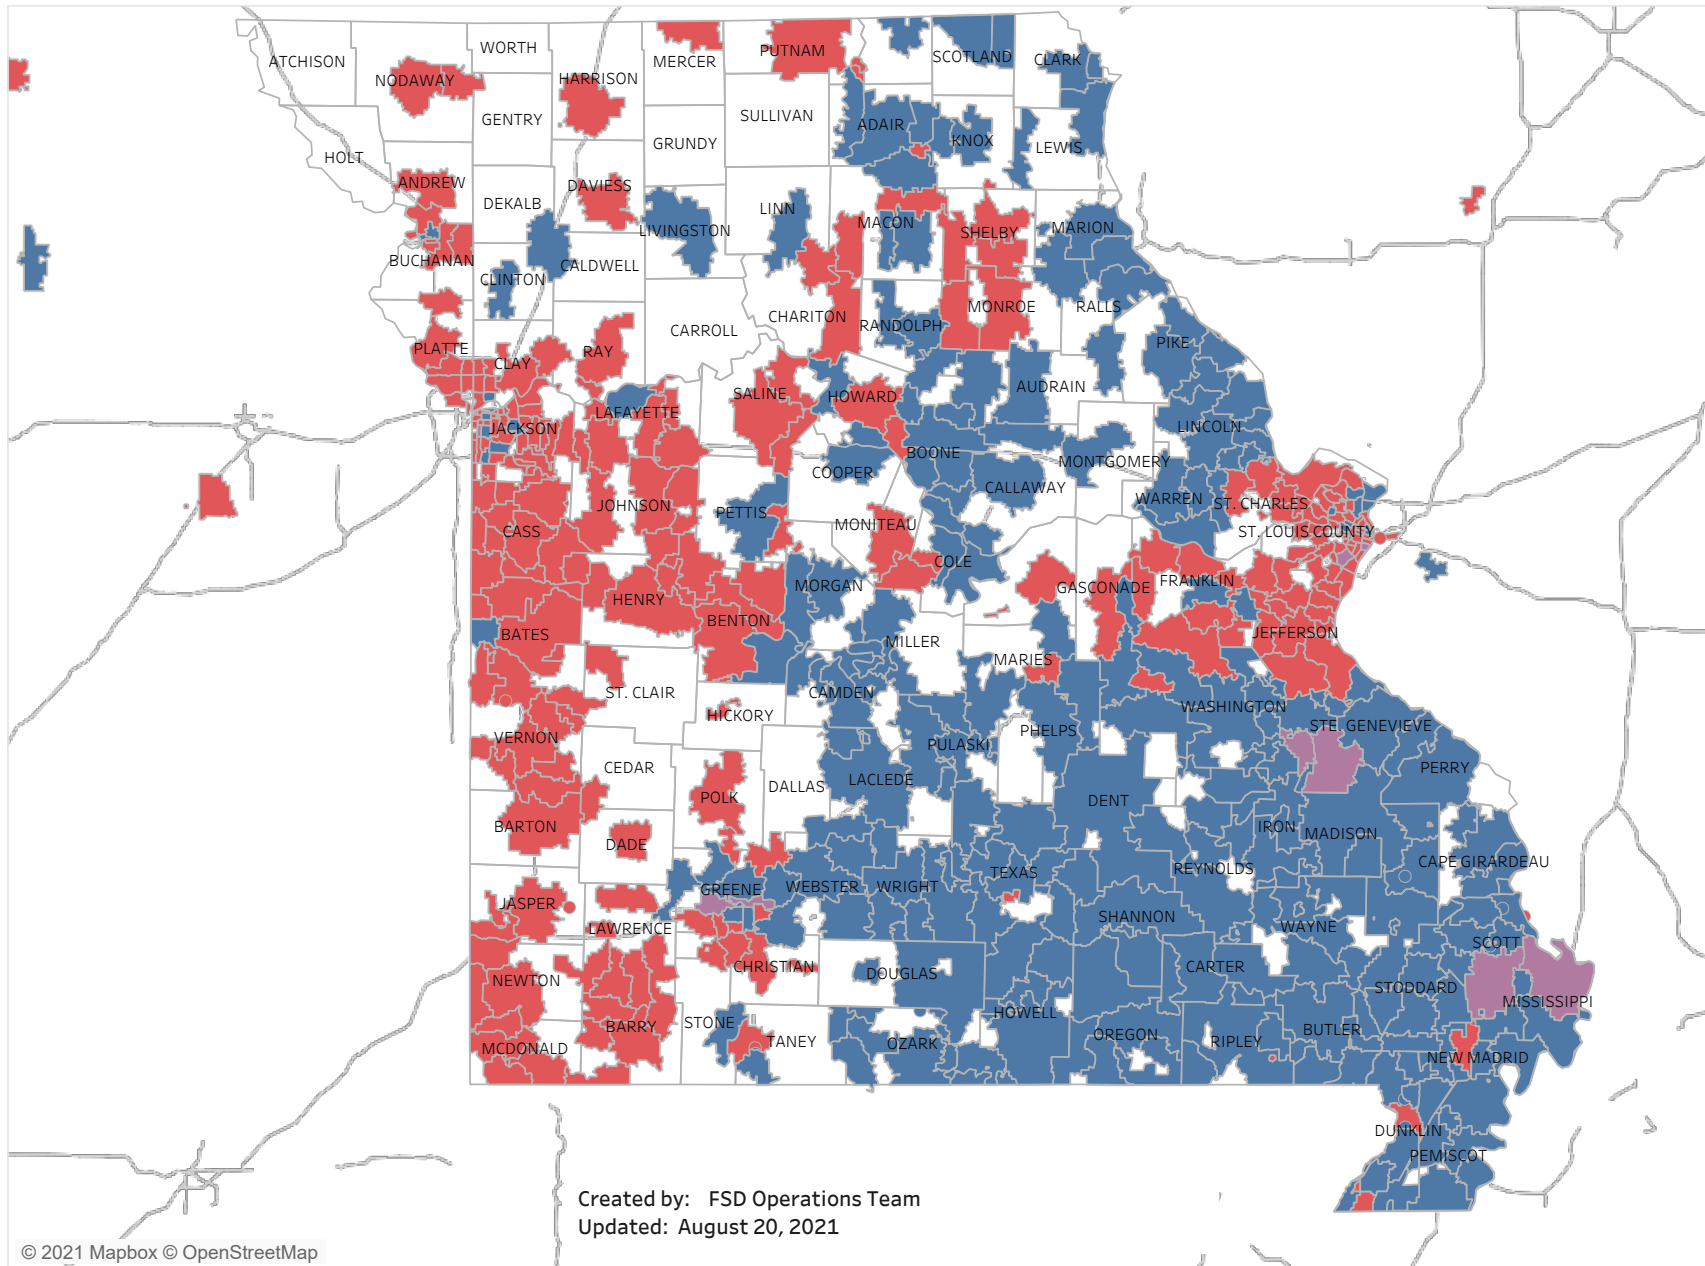 ATCHISON
WORTH
NODAWAY
HARRISON
MERCER
PUTNAM
SCOTLAND
CLARK
GENTRY
SULLIVAN
ADAIR
KNOX
LEWIS
HOLT
GRUNDY
ANDREW
DEKALB
DAVIESS
LIVINGSTON
LINN
MACON
SHELBY
MARION
BUCHANAN
CLINTON
CALDWELL
CARROLL
CHARITON
RANDOLPH
MONROE
RALLS
PLATTE
CLAY
RAY
PIKE
SALINE
HOWARD
AUDRAIN
LAFAYETTE
JACKSON
LINCOLN
COOPER
BOONE
MONTGOMERY
CALLAWAY
WARREN
ST. CHARLES
JOHNSON
PETTIS
CASS
MONITEAU
ST. LOUIS COUNTY
COLE
MORGAN
GASCONADE
FRANKLIN
HENRY
BENTON
BATES
MILLER
JEFFERSON
MARIES
ST. CLAIR
CAMDEN
HICKORY
WASHINGTON
STE. GENEVIEVE
VERNON
PULASKI
PHELPS
CEDAR
DALLAS
LACLEDE
PERRY
POLK
DENT
BARTON
DADE
IRON
MADISON
CAPE GIRARDEAU
REYNOLDS
TEXAS
GREENE
WEBSTER
WRIGHT
JASPER
LAWRENCE
SHANNON
WAYNE
SCOTT
NEWTON
CHRISTIAN
DOUGLAS
CARTER
STODDARD
MISSISSIPPI
BARRY
STONE
TANEY
HOWELL
OZARK
OREGON
RIPLEY
BUTLER
MCDONALD
NEW MADRID
DUNKLIN
PEMISCOT
Created by: FSD Operations Team
Updated: August 20, 2021
© 2021 Mapbox © OpenStreetMap